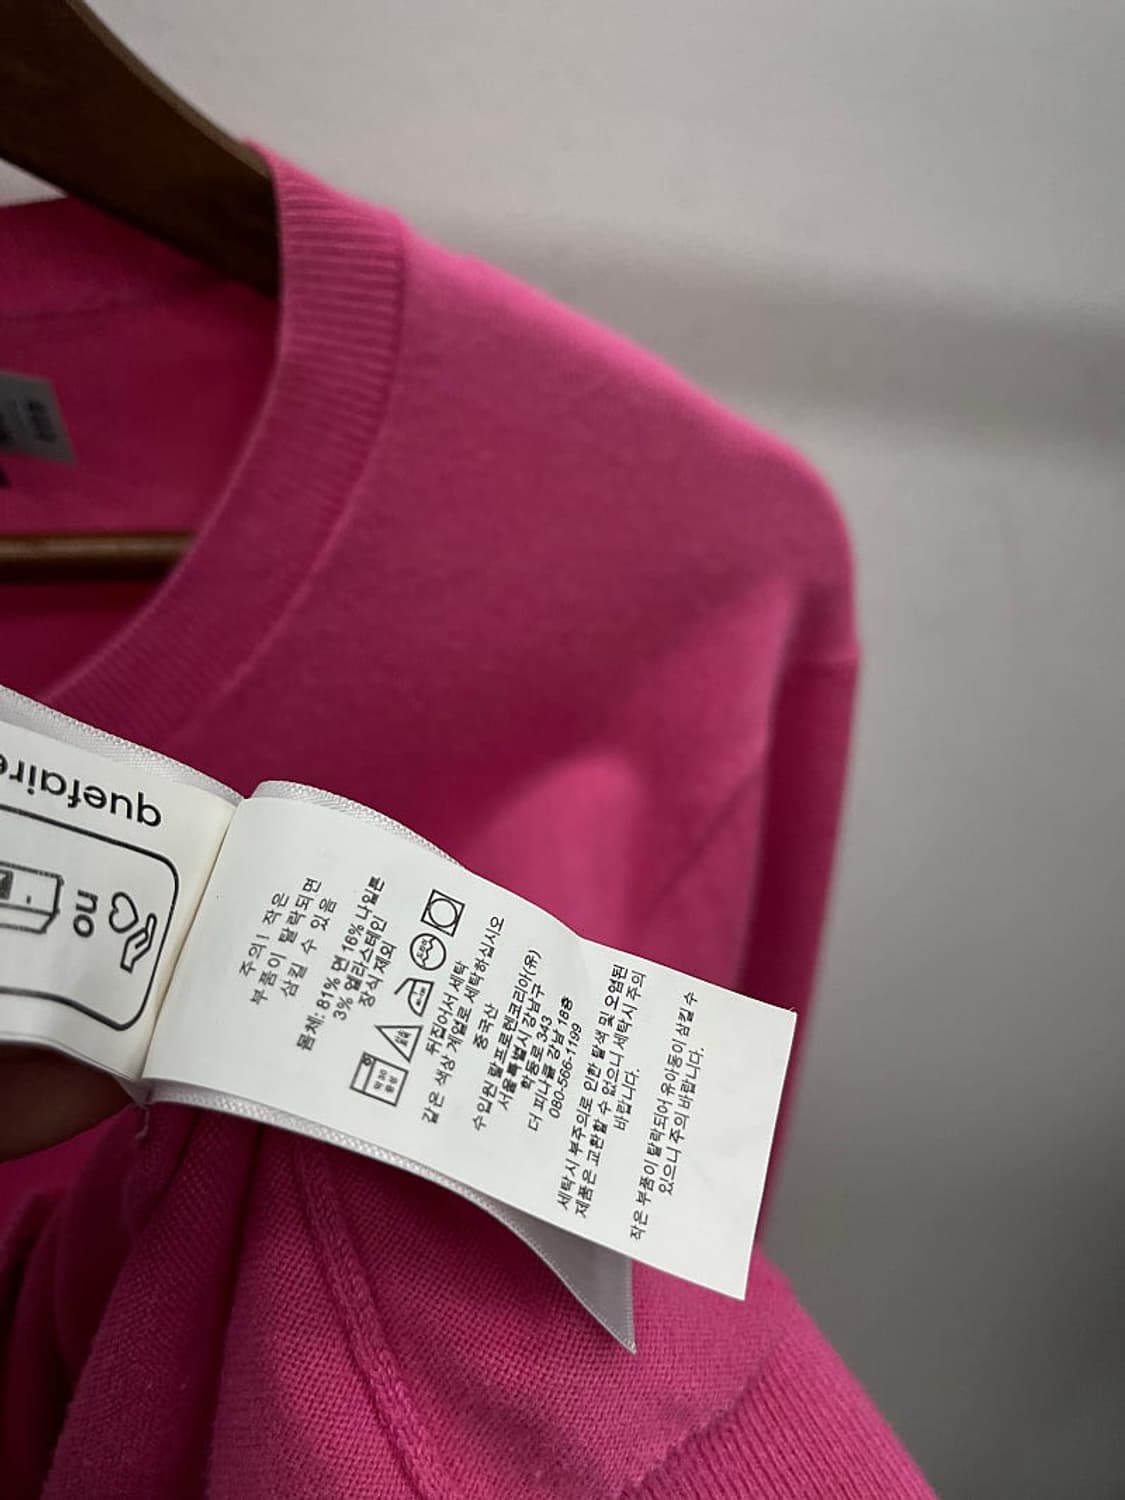 주의! 작은
부품이 탈락되면
삼킬 수 있음
몸체: 81% 면 16% 나일론
3% 엘라스테인
장식 제외
뒤집어서 세탁
같은 색상 계열로 세탁하십시오
중국산
수입원 랄프로렌코리아(유)
서울특별시 강남구
학동로 343
더 피나클 강남 18층
080-566-1199
세탁시 부주의로 인한 탈색 및 오염된
제품은 교환할 수 없으니 세탁시 주의
바랍니다.
작은 부품이 탈락되어 유아동이 삼킬 수
있으니 주의 바랍니다.
quefaire
ou